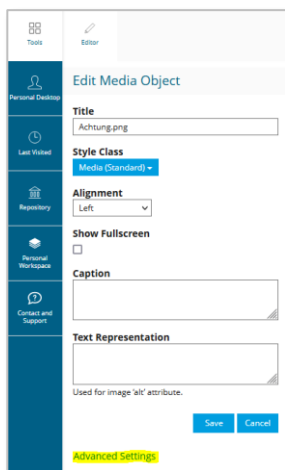 Tools
Editor
Personal Desktop
Last Visited
Repository
Personal
Workspace
Contact and
Support
Edit Media Object
Title
Achtung.png
Style Class
Media (Standard)
Alignment
Left
Show Fullscreen
Caption
Text Representation
Used for image 'alt' attribute.
Save Cancel
Advanced Settings